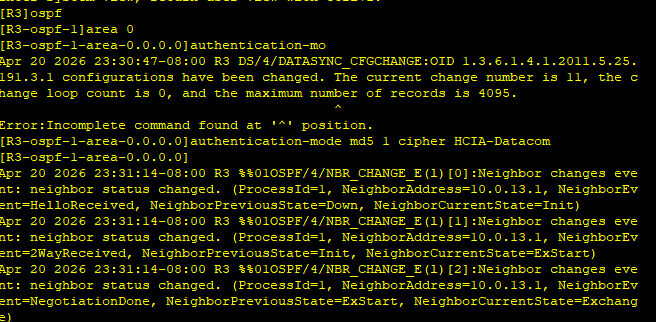 [R3]ospf
[R3-ospf-1]area 0
[R3-ospf-1-area-0.0.0.0]authentication-mo
Apr 20 2026 23:30:47-08:00 R3 DS/4/DATASYNC_CFGCHANGE:OID 1.3.6.1.4.1.2011.5.25.
191.3.1 configurations have been changed. The current change number is 11, the c
hange loop count is 0, and the maximum number of records is 4095.
^
Error:Incomplete command found at '^' position.
[R3-ospf-1-area-0.0.0.0]authentication-mode md5 1 cipher HCIA-Datacom
[R3-ospf-1-area-0.0.0.0]
Apr 20 2026 23:31:14-08:00 R3 %%01OSPF/4/NBR_CHANGE_E(l)[0]:Neighbor changes eve
nt: neighbor status changed. (ProcessId=1, NeighborAddress=10.0.13.1, NeighborEv
ent=HelloReceived, NeighborPreviousState=Down, NeighborCurrentState=Init)
Apr 20 2026 23:31:14-08:00 R3 %%01OSPF/4/NBR_CHANGE_E(l)[1]:Neighbor changes eve
nt: neighbor status changed. (ProcessId=1, NeighborAddress=10.0.13.1, NeighborEv
ent=2WayReceived, NeighborPreviousState=Init, NeighborCurrentState=ExStart)
Apr 20 2026 23:31:14-08:00 R3 %%01OSPF/4/NBR_CHANGE_E(l)[2]:Neighbor changes eve
nt: neighbor status changed. (ProcessId=1, NeighborAddress=10.0.13.1, NeighborEv
ent=NegotiationDone, NeighborPreviousState=ExStart, NeighborCurrentState=Exchang
e)